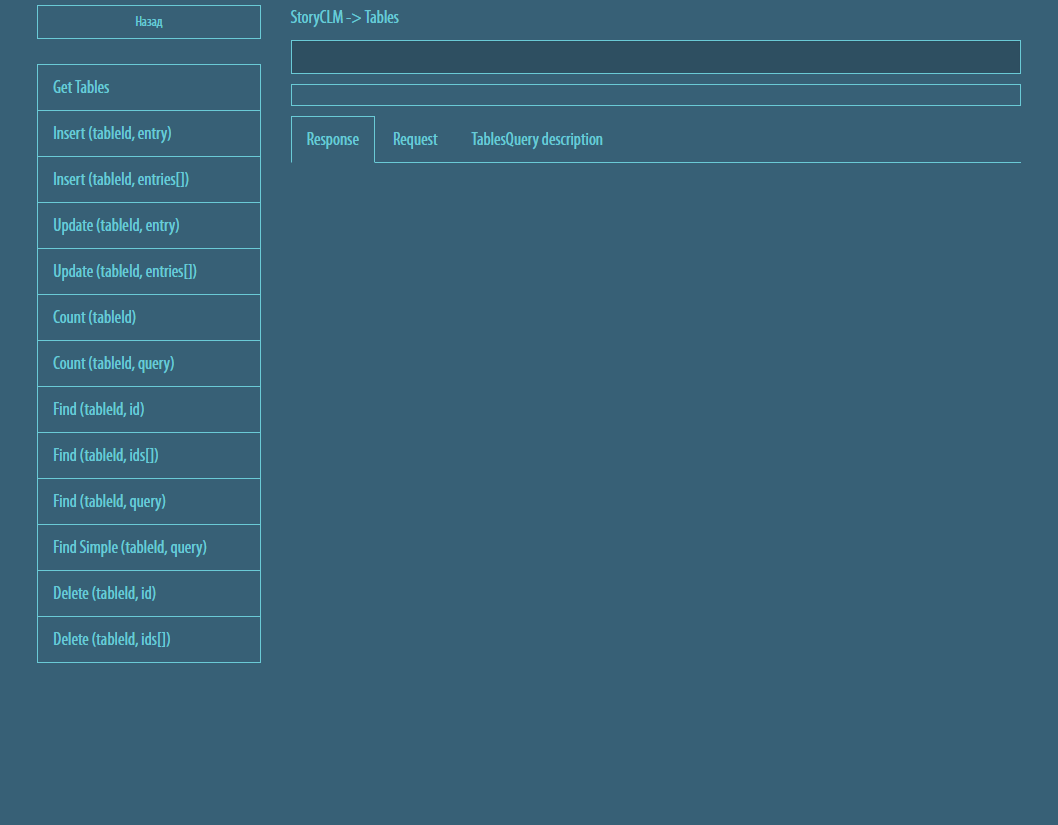 Назад
Get Tables
Insert (tableId, entry)
Insert (tableId, entries[])
Update (tableId, entry)
Update (tableId, entries[])
Count (tableId)
Count (tableId, query)
Find (tableId, id)
Find (tableId, ids[])
Find (tableId, query)
Find Simple (tableId, query)
Delete (tableId, id)
Delete (tableId, ids[])
StoryCLM -> Tables
Response Request TablesQuery description